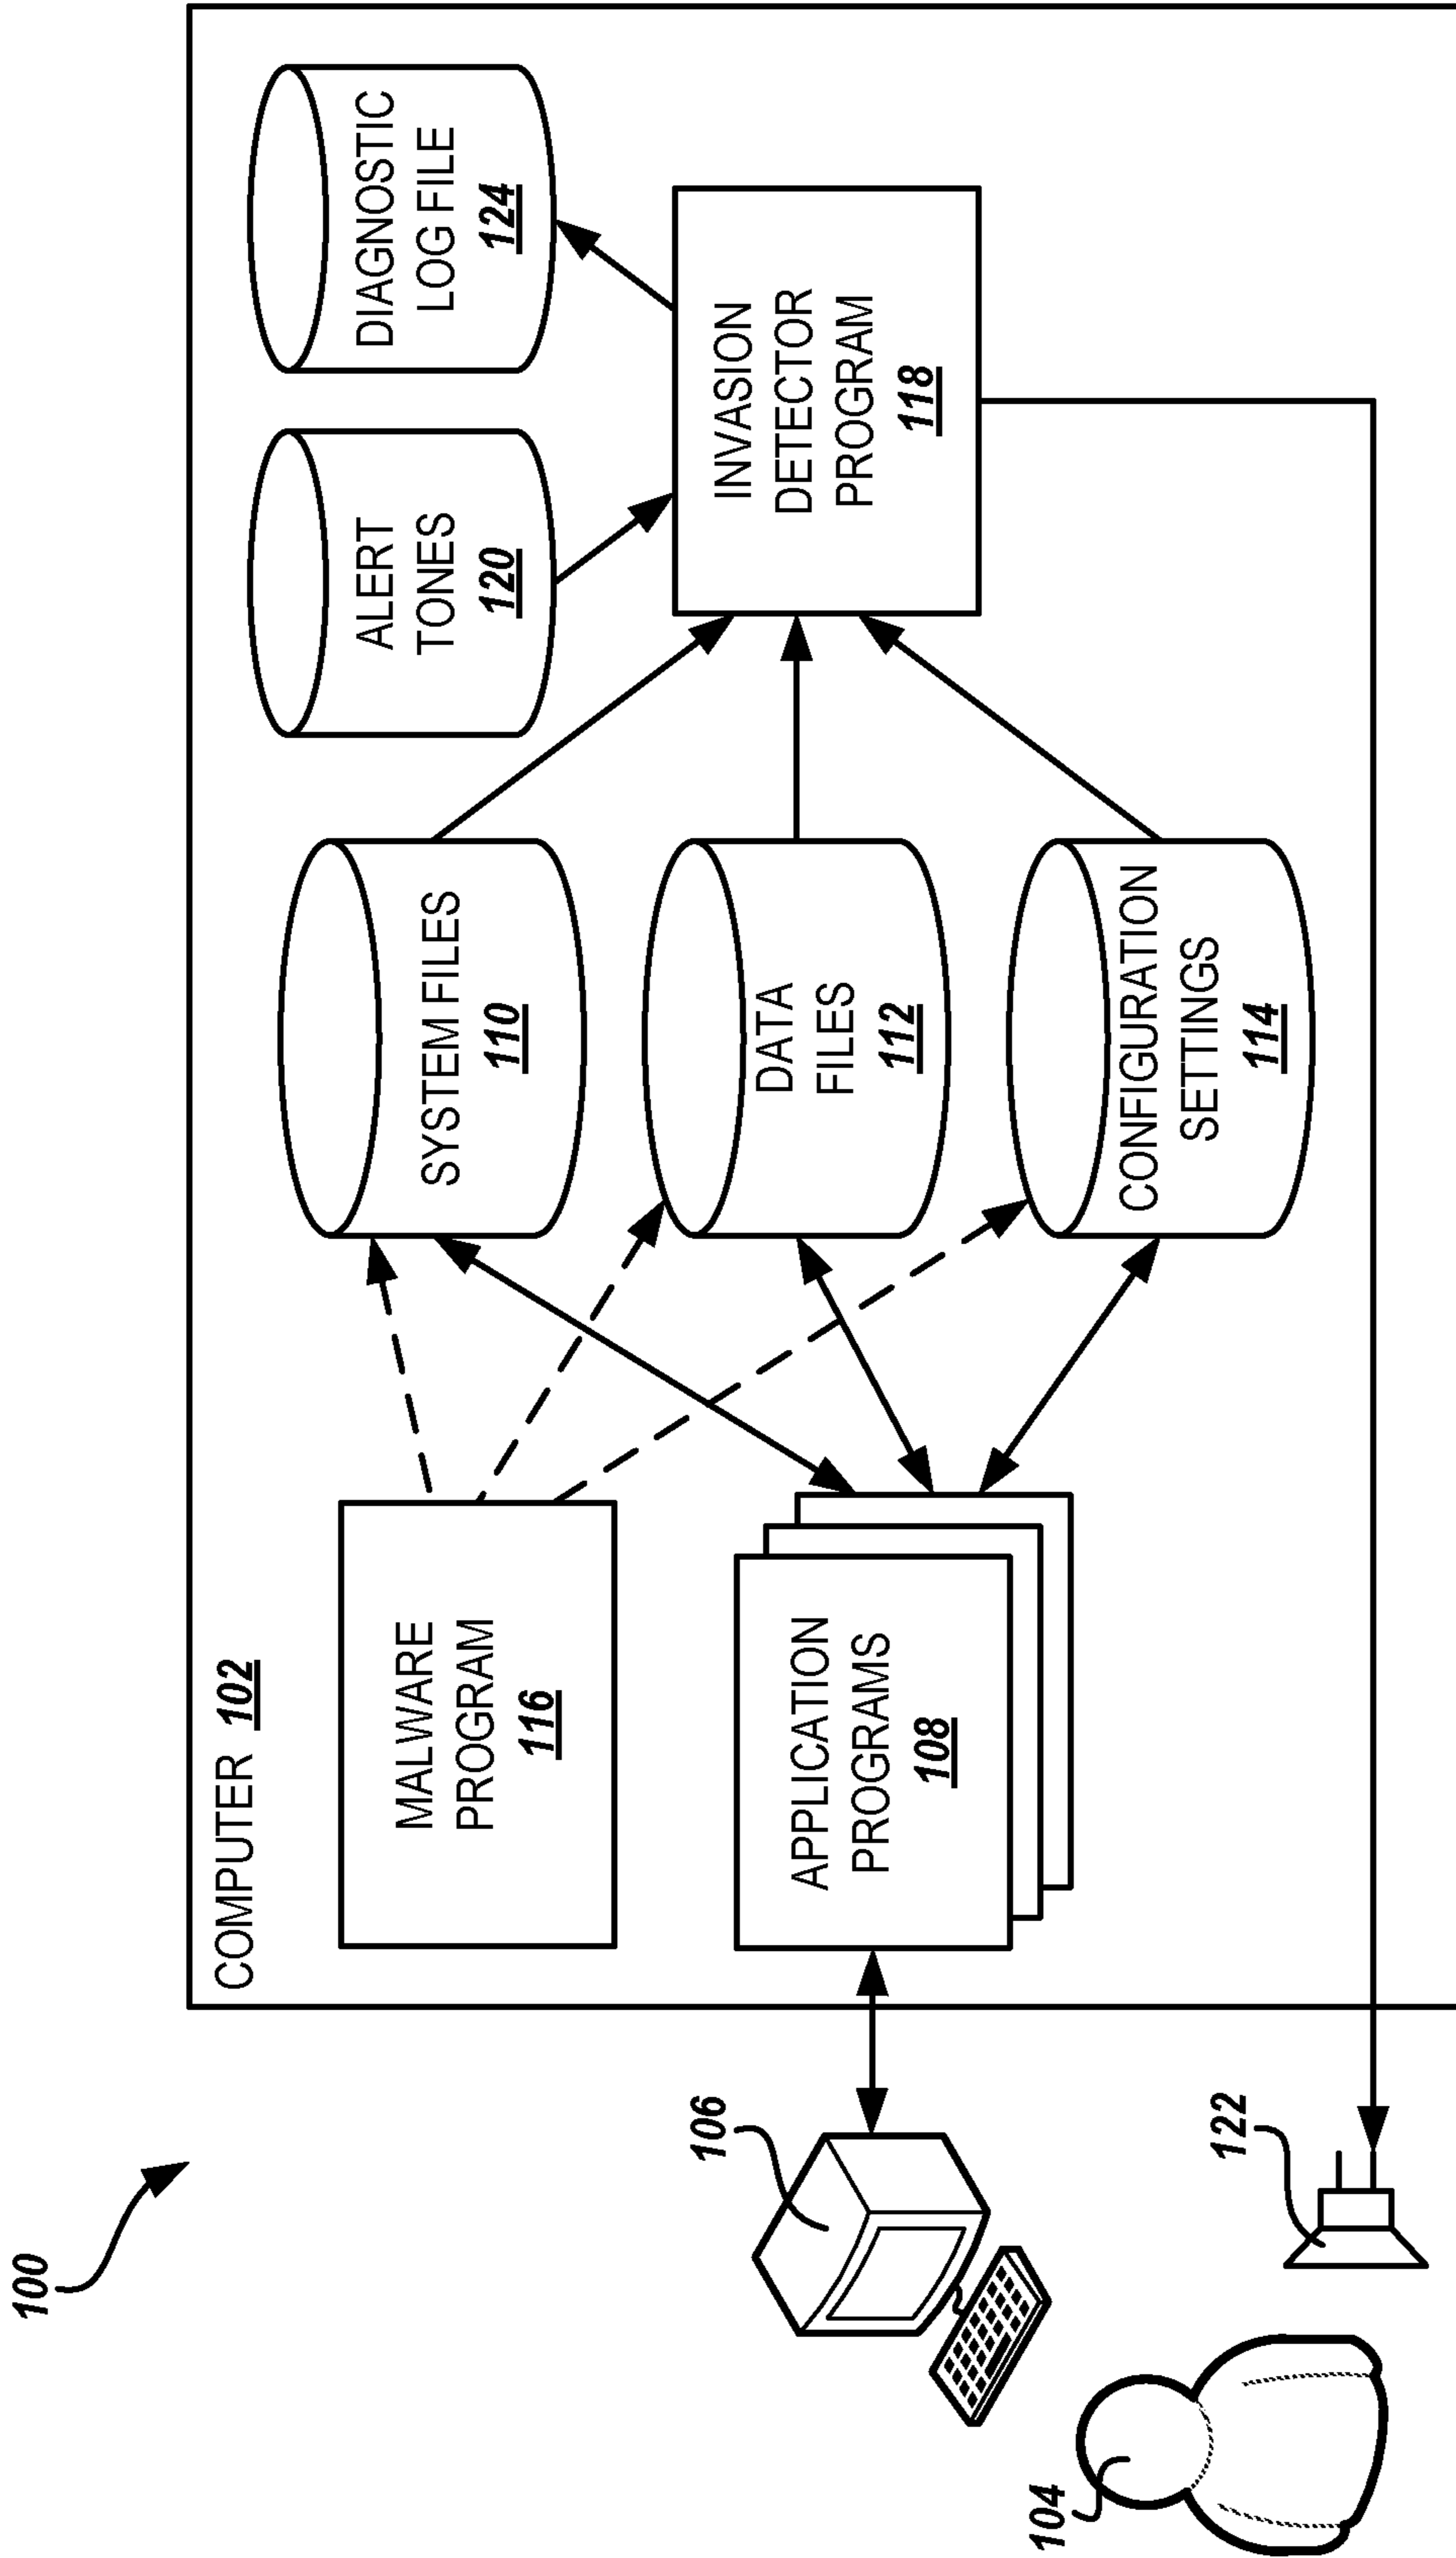 100
COMPUTER 102
MALWARE
PROGRAM
116
SYSTEM FILES
110
ALERT
TONES
120
DIAGNOSTIC
LOG FILE
124
106
APPLICATION
PROGRAMS
108
DATA
FILES
112
INVASION
DETECTOR
PROGRAM
118
104
122
CONFIGURATION
SETTINGS
114